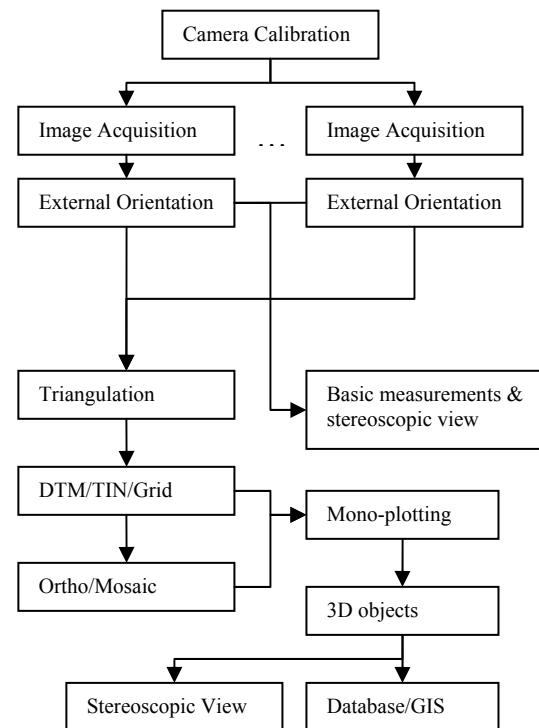 Camera Calibration
Image Acquisition
. . .
Image Acquisition
External Orientation
External Orientation
Triangulation
Basic measurements &
stereoscopic view
DTM/TIN/Grid
Mono-plotting
Ortho/Mosaic
3D objects
Stereoscopic View
Database/GIS